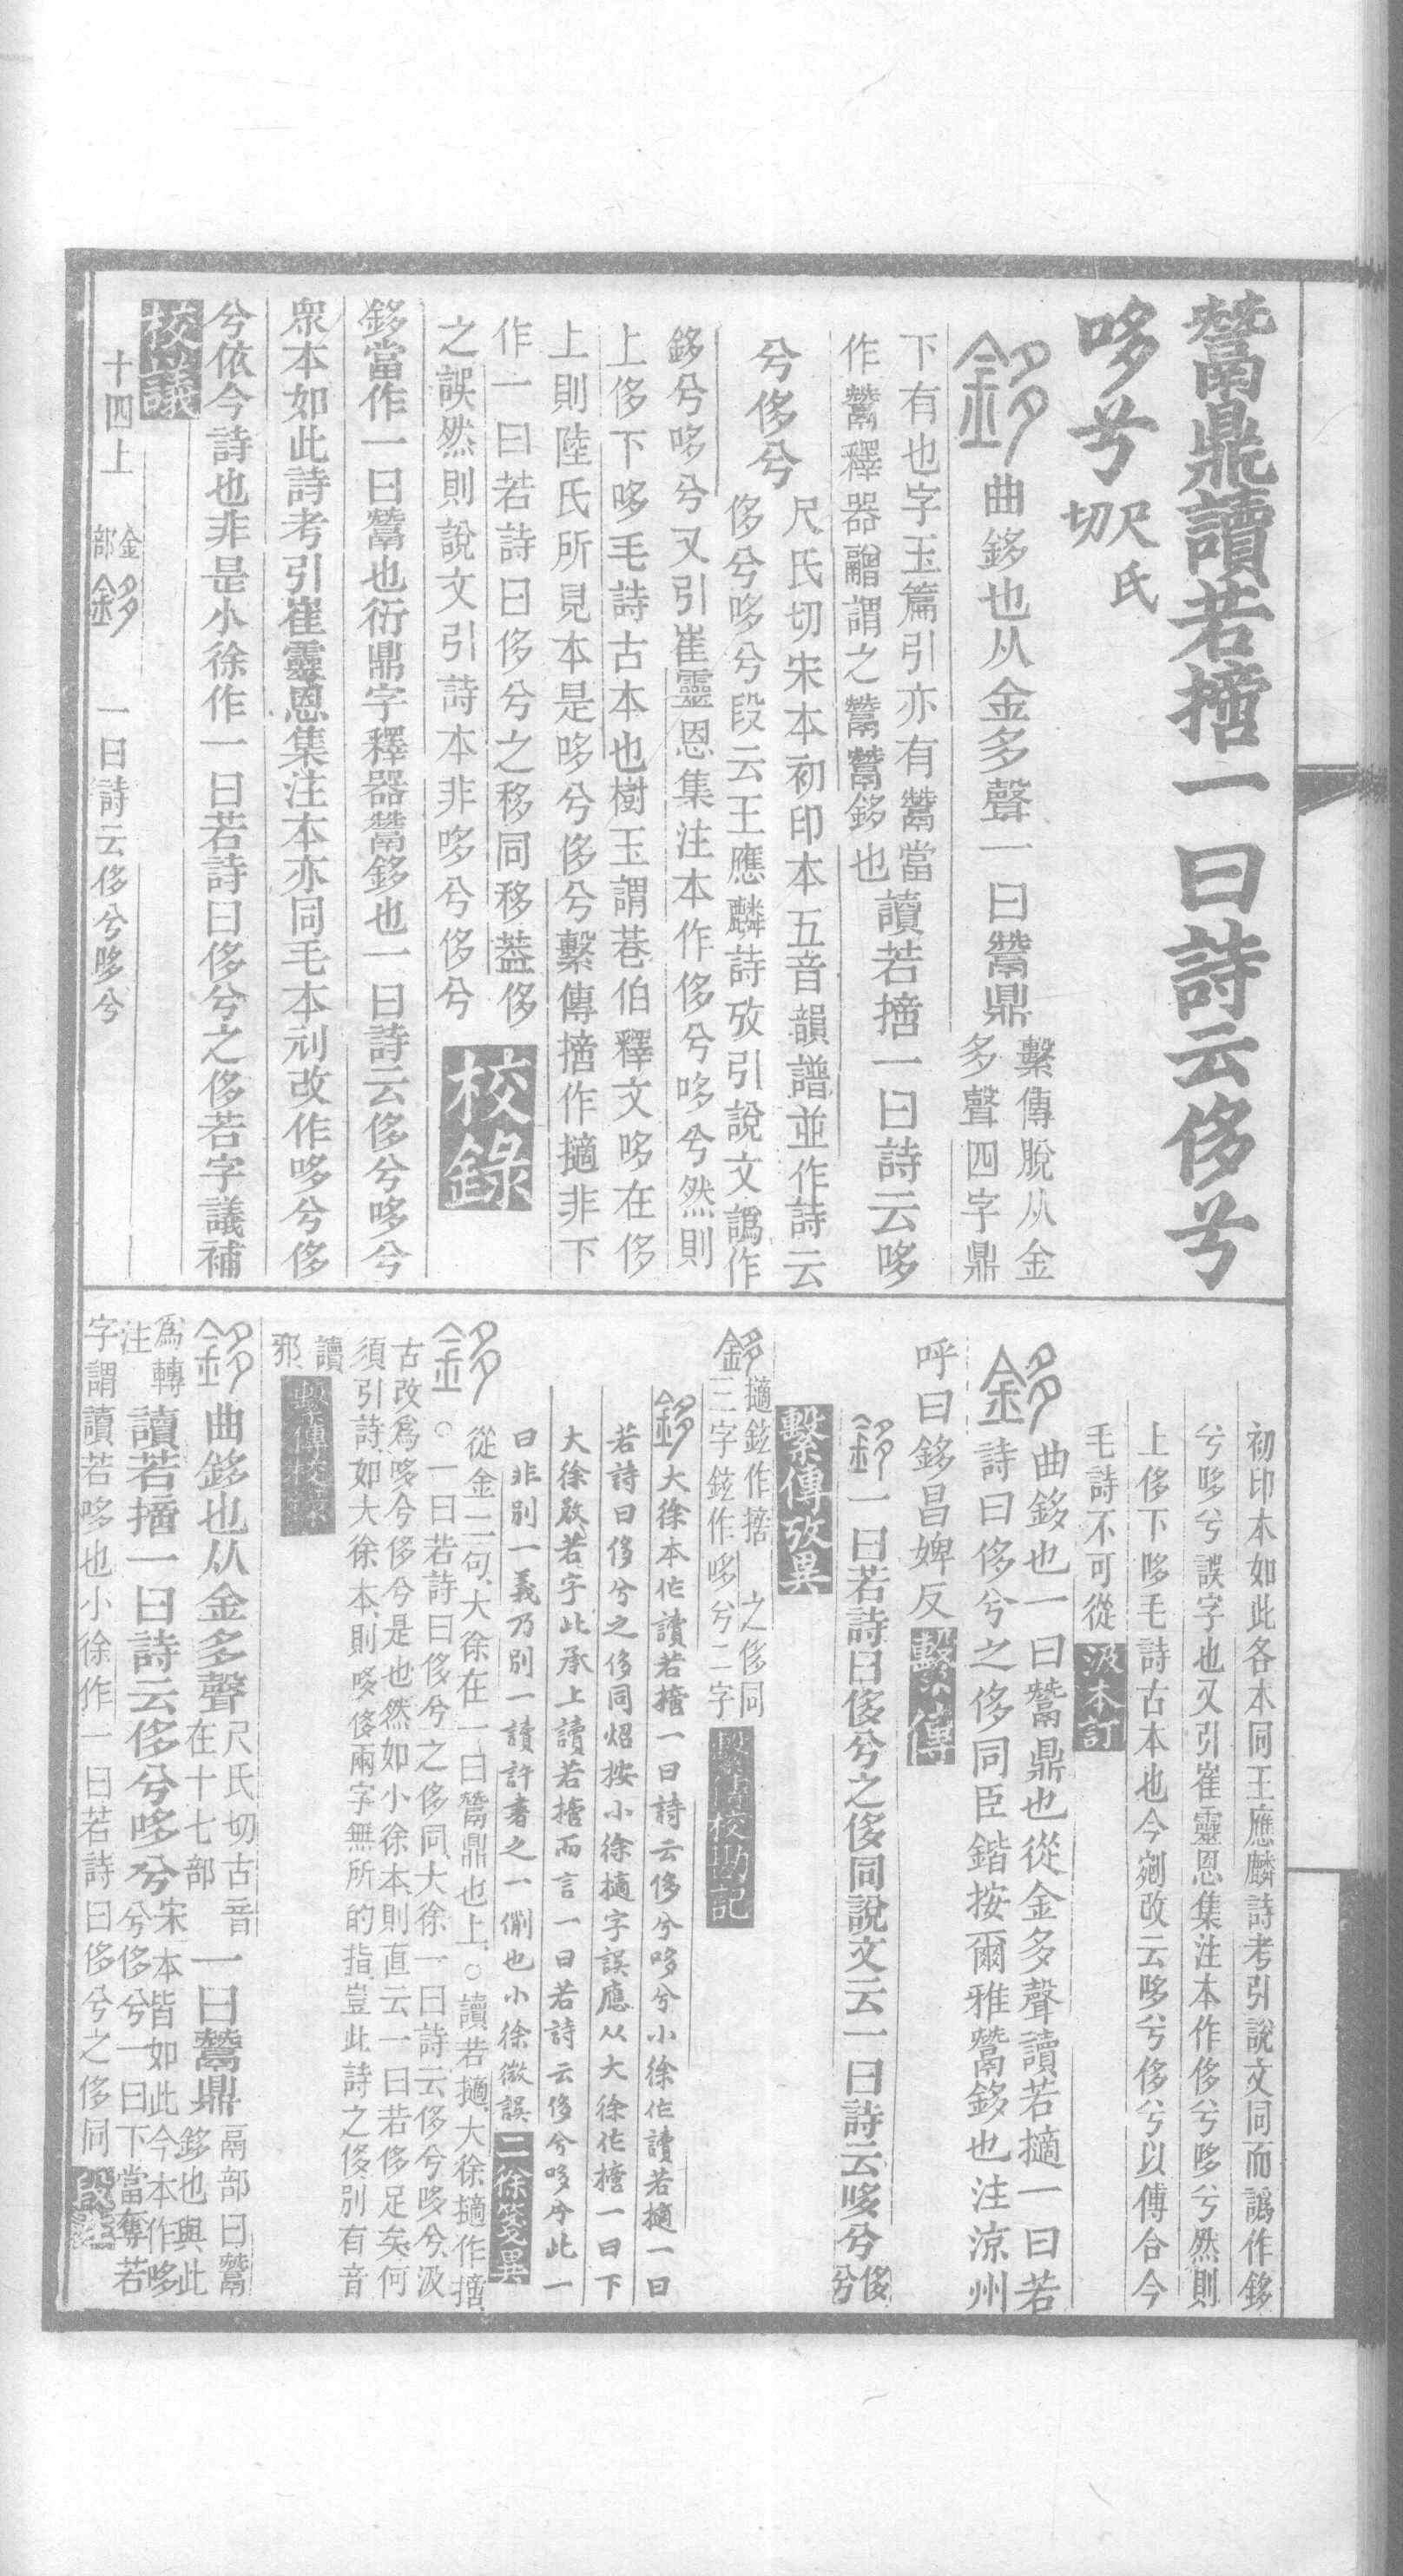 鬵鼎讀若摿一曰詩云侈兮
哆兮尺氏切
鉹曲鉹也从金多聲一曰鬵鼎繫傳脫从金多聲四字鼎
下有也字玉篇引亦有鬵當
作鬵釋器䰝謂之鬵鬵鉹也讀若摿一曰詩云哆
兮侈兮尺氏切宋本初印本五音韻譜並作詩云
侈兮哆兮段云王應麟詩攷引說文譌作
鉹兮哆兮又引崔靈恩集注本作侈兮哆兮然則
上侈下哆毛詩古本也樹玉謂巷伯釋文哆在侈
上則陸氏所見本是哆兮侈兮繫傳摿作擿非下
作一曰若詩曰侈兮之移同移葢侈
之誤然則說文引詩本非哆兮侈兮校錄
鉹當作一曰鬵也衍鼎字釋器鬵鉹也一曰詩云侈兮哆兮
眾本如此詩考引崔靈恩集注本亦同毛本刓改作哆兮侈
兮依今詩也非是小徐作一曰若詩曰侈兮之侈若字議補
校議
十四上 金部 鉹 一曰詩云侈兮哆兮
初印本如此各本同王應麟詩考引說文同而譌作鉹
兮哆兮誤字也又引崔靈恩集注本作侈兮哆兮然則
上侈下哆毛詩古本也今剜改云哆兮侈兮以傅合今
毛詩不可從汲本訂
鉹曲鉹也一曰鬵鼎也從金多聲讀若擿一曰若
詩曰侈兮之侈同臣鍇按爾雅鬵鉹也注涼州
呼曰鉹昌婢反繫傳
鉹一曰若詩曰侈兮之侈同說文云一曰詩云哆兮侈兮
繫傳攷異
鉹擿鉉作摿 之侈同三字鉉作哆兮二字繫傳校勘記
鉹大徐本作讀若摿一曰詩云侈兮哆兮小徐作讀若擿一曰
若詩曰侈兮之侈同炤按小徐擿字誤應从大徐作摿一曰下
大徐敚若字此承上讀若摿而言一曰若詩云侈兮哆兮此一
曰非別一義乃別一讀許書之一例也小徐微誤二徐箋異
鉹從金二句大徐在一曰鬵鼎也上○讀若擿大徐擿作摿
○一曰若詩曰侈兮之侈同大徐一曰詩云侈兮哆兮汲
古改爲哆兮侈兮是也然如小徐本則直云一曰若侈足矣何
須引詩如大徐本則哆侈兩字無所的指豈此詩之侈別有音
讀邪繫傳校錄
鉹曲鉹也从金多聲尺氏切古音在十七部一曰鬵鼎鬲部曰鬵鉹也與此
爲轉注讀若摿一曰詩云侈兮哆兮宋本皆如此今本作哆兮侈兮一曰下當奪若
字謂讀若哆也小徐作一曰若詩曰侈兮之侈同段注